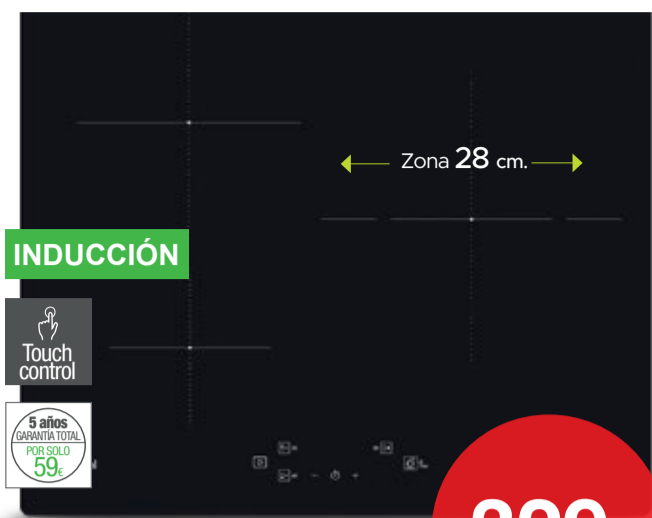 Zona 28 cm.
INDUCCIÓN
Touch
control
5 años
GARANTÍA TOTAL
POR SOLO
59€